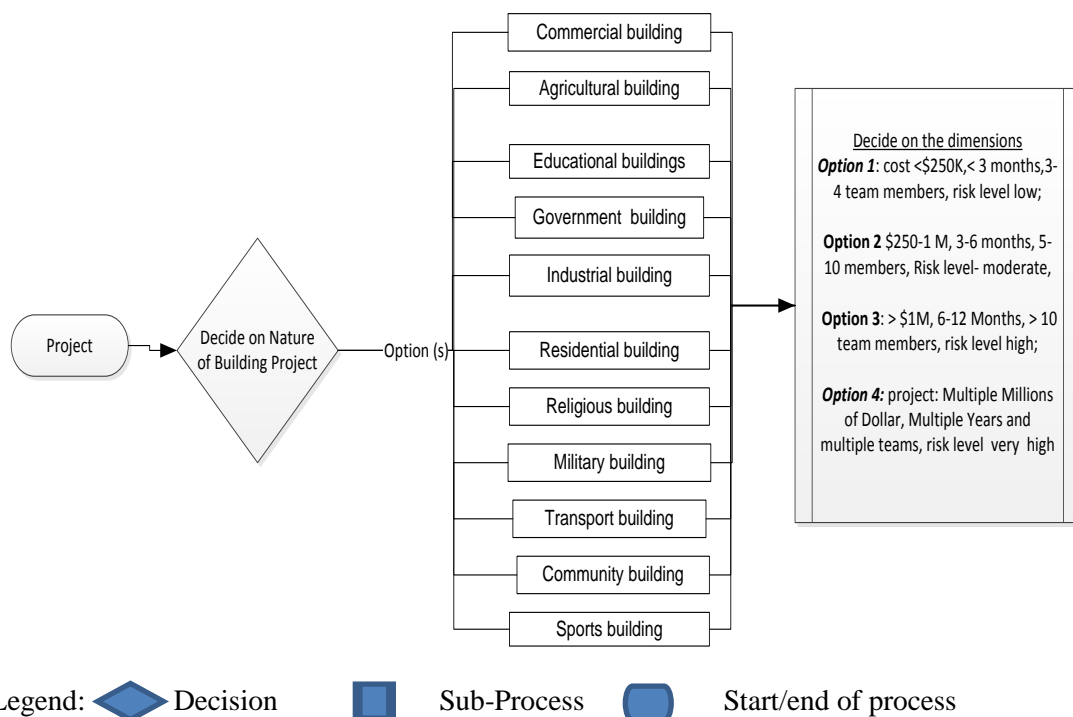 Commercial building
Agricultural building
Educational buildings
Government building
Industrial building
Residential building
Religious building
Military building
Transport building
Community building
Sports building
Project
Decide on Nature
of Building Project
Option (s)
Decide on the dimensions
Option 1: cost <$250K,< 3 months,3-
4 team members, risk level low;
Option 2 $250-1 M, 3-6 months, 5-
10 members, Risk level- moderate,
Option 3: > $1M, 6-12 Months, > 10
team members, risk level high;
Option 4: project: Multiple Millions
of Dollar, Multiple Years and
multiple teams, risk level very high
Legend: Decision Sub-Process Start/end of process